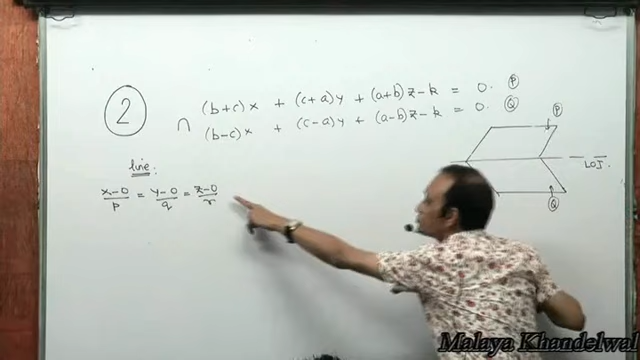 2
(b+c)x + (c+a)y + (a+b)z-k = 0. P
∩ (b-c)x + (c-a)y + (a-b)z-k = 0. Q
P
LOI.
Q
line:
x-0/p = y-0/q = z-0/r
Malaya Khandelwal